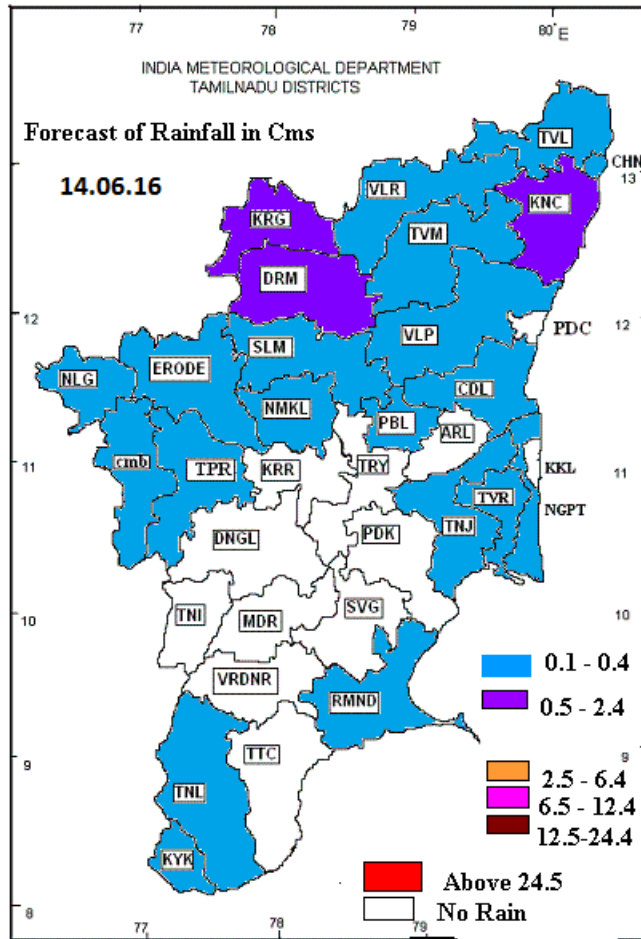 77
78
79
80 E
INDIA METEOROLOGICAL DEPARTMENT
TAMILNADU DISTRICTS
Forecast of Rainfall in Cms
14.06.16
TVL
CHN
13
VLR
KNC
KRG
TVM
DRM
12
12
PDC
VLP
SLM
ERODE
NLG
CDL
NMKL
PBL
ARL
11
cmb
TPR
KRR
TRY
11
KKL
TVR
NGPT
TNJ
DNGL
PDK
10
TNI
MDR
SVG
10
0.1 - 0.4
VRDNR
RMND
0.5 - 2.4
9
TTC
9
2.5 - 6.4
TNL
6.5 - 12.4
12.5-24.4
KYK
Above 24.5
8
No Rain
77
78
79